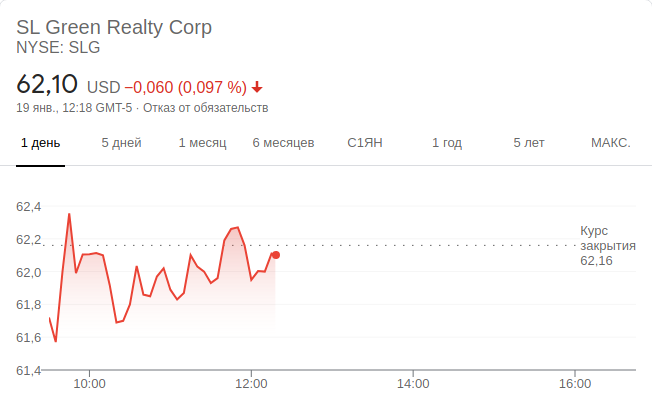 SL Green Realty Corp
NYSE: SLG
62,10 USD −0,060 (0,097 %)
19 янв., 12:18 GMT-5 · Отказ от обязательств
1 день 5 дней 1 месяц 6 месяцев С1ЯН 1 год 5 лет МАКС.
62,4
62,2
62,0
61,8
61,6
61,4
Курс
закрытия
62,16
10:00 12:00 14:00 16:00